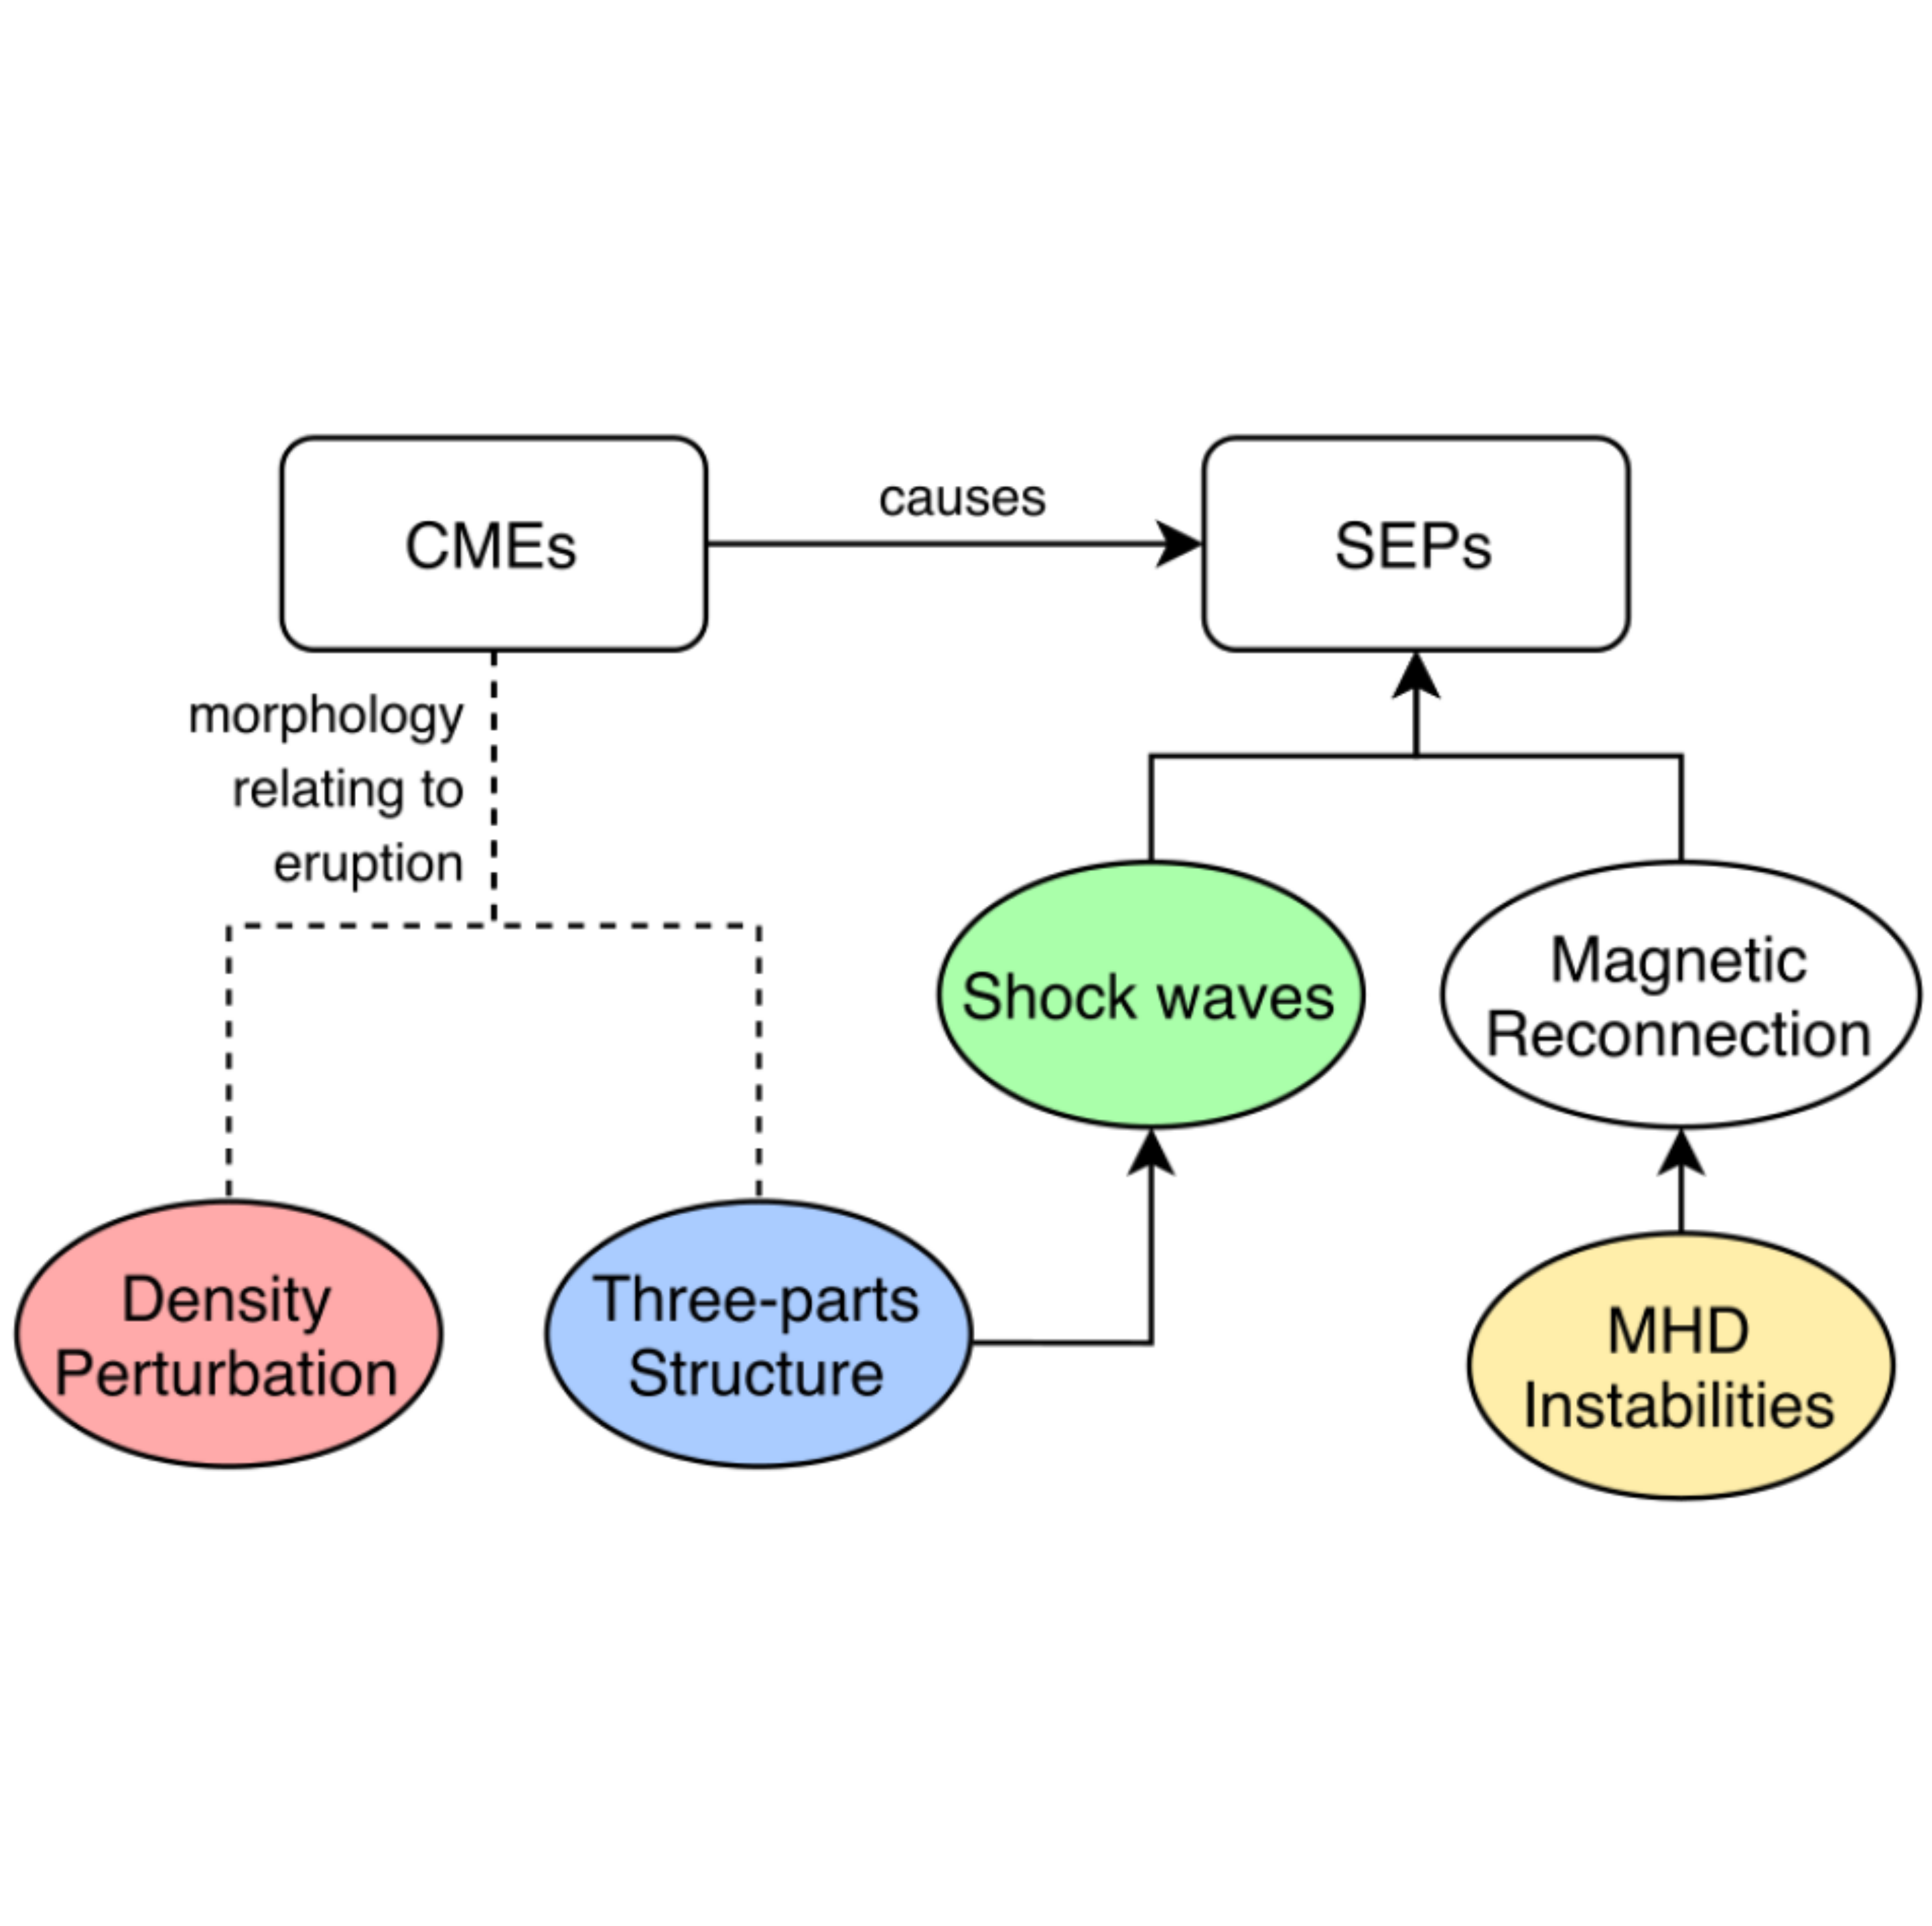 CMEs
causes
SEPs
morphology
relating to
eruption
Shock waves
Magnetic
Reconnection
Density
Perturbation
Three-parts
Structure
MHD
Instabilities